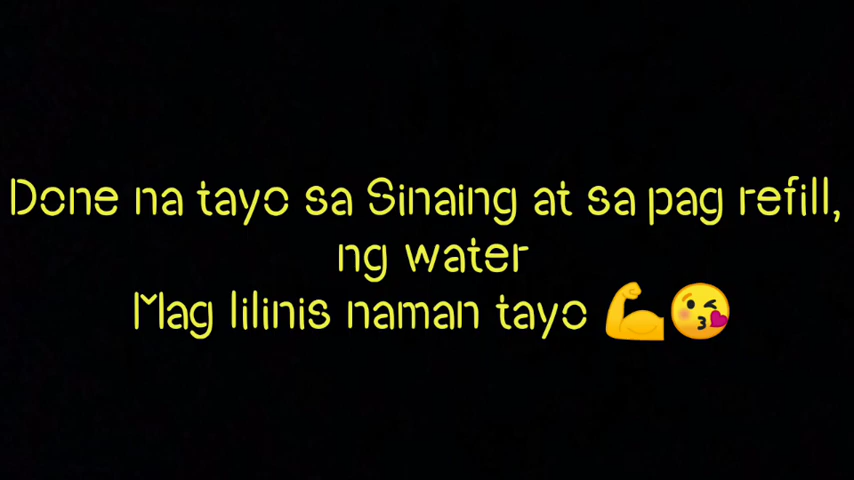 Done na tayo sa Sinaing at sa pag refill,
ng water
Mag lilinis naman tayo 💪😘